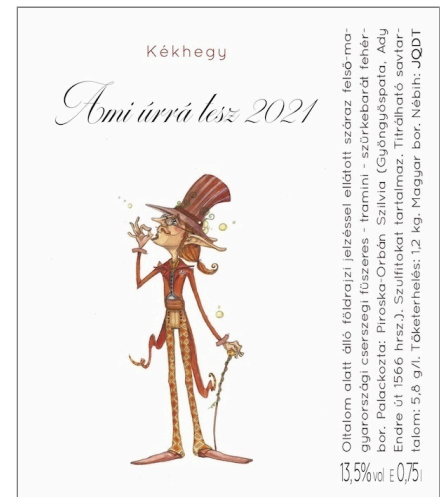 Kékhegy
Ami úrrá lesz 2021
Oltalom alatt álló földrajzi jelzéssel ellátott száraz felső-ma-
gyarországi cserszegi fűszeres - tramini - szürkebarát fehér-
bor. Palackozta: Piroska-Orbán Szilvia (Gyöngyöspata, Ady
Endre út 1566 hrsz.). Szulfitokat tartalmaz. Titrálható savtar-
talom: 5,8 g/l. Tőketerhelés: 1,2 kg. Magyar bor. Nébih: JQDT
13,5%vol E 0,75l